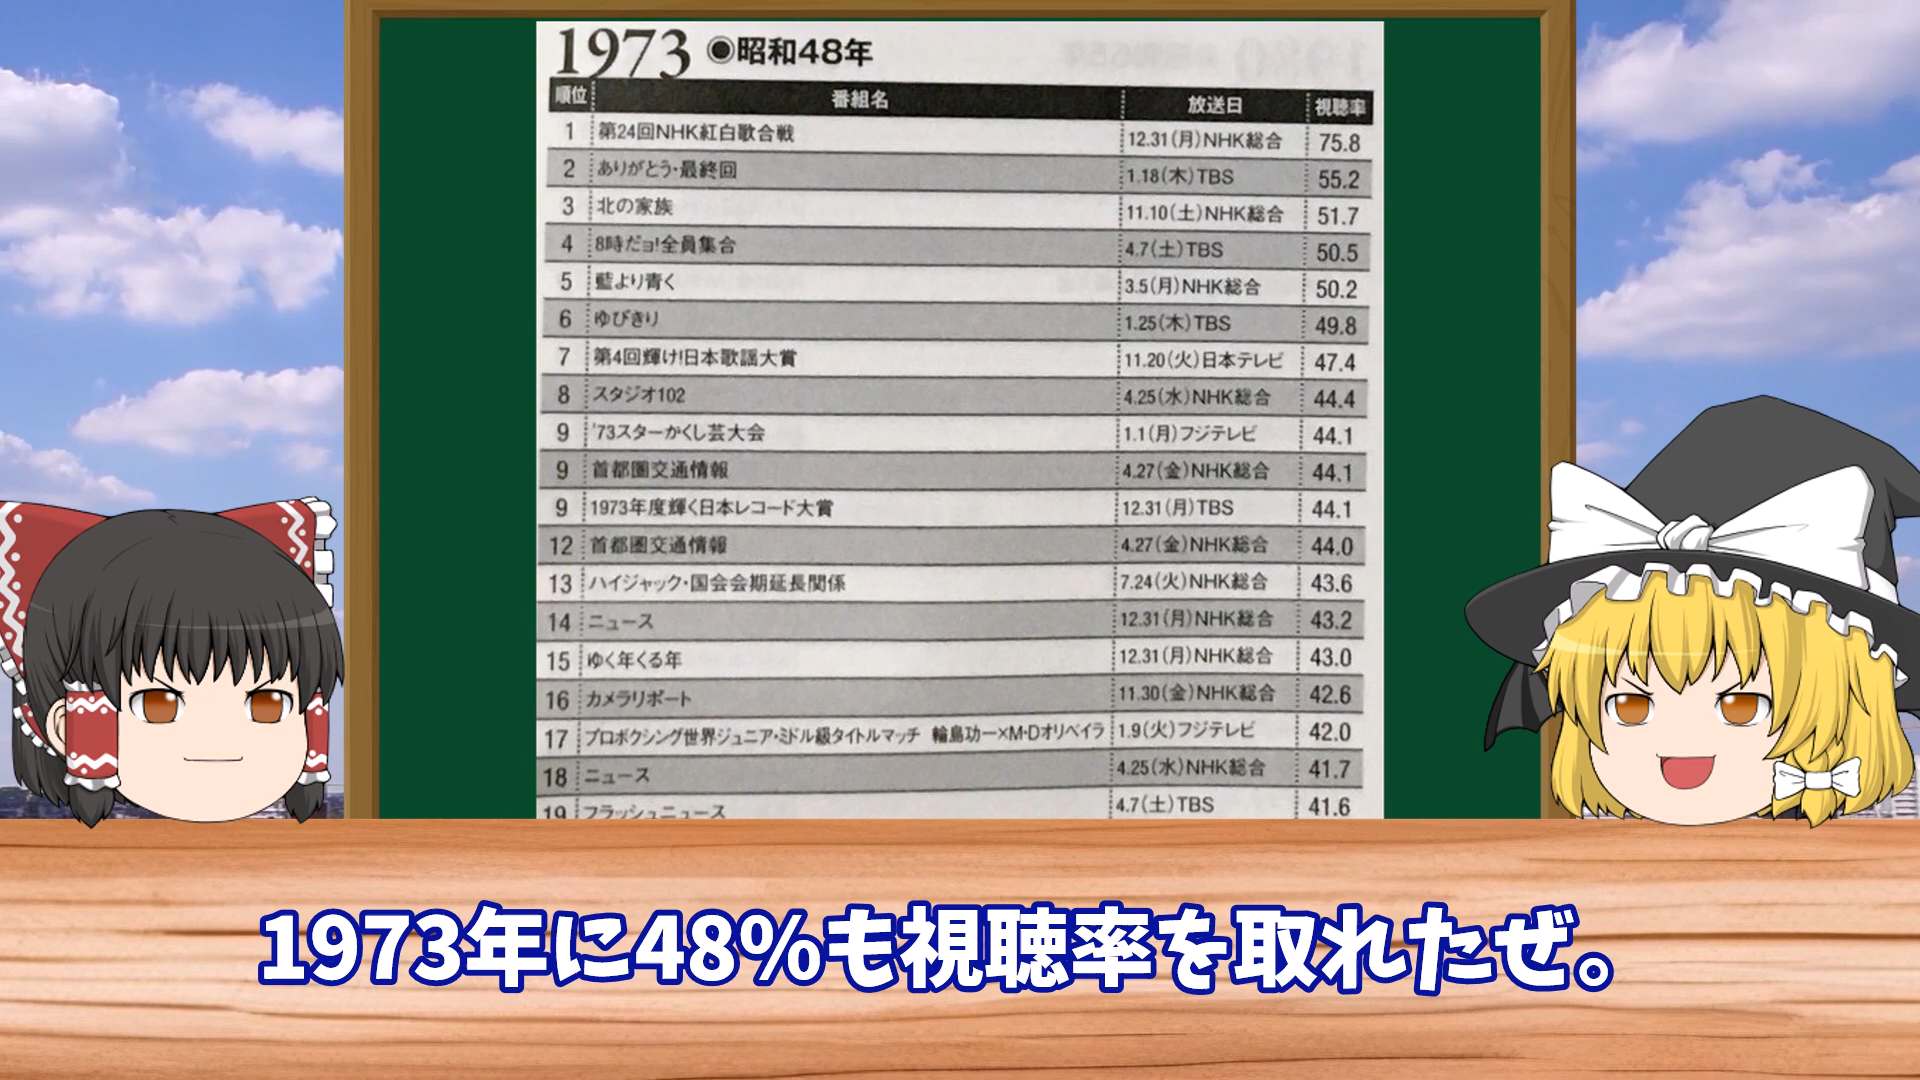 1973 ◉昭和48年
順位 番組名 放送日 視聴率
1 第24回NHK紅白歌合戦 12.31(月)NHK総合 75.8
2 ありがとう・最終回 1.18(木)TBS 55.2
3 北の家族 11.10(土)NHK総合 51.7
4 8時だョ!全員集合 4.7(土)TBS 50.5
5 藍より青く 3.5(月)NHK総合 50.2
6 ゆびきり 1.25(木)TBS 49.8
7 第4回輝け!日本歌謡大賞 11.20(火)日本テレビ 47.4
8 スタジオ102 4.25(水)NHK総合 44.4
9 '73スターかくし芸大会 1.1(月)フジテレビ 44.1
9 首都圏交通情報 4.27(金)NHK総合 44.1
9 1973年度輝く日本レコード大賞 12.31(月)TBS 44.1
12 首都圏交通情報 4.27(金)NHK総合 44.0
13 ハイジャック・国会会期延長関係 7.24(火)NHK総合 43.6
14 ニュース 12.31(月)NHK総合 43.2
15 ゆく年くる年 12.31(月)NHK総合 43.0
16 カメラリポート 11.30(金)NHK総合 42.6
17 プロボクシング世界ジュニア・ミドル級タイトルマッチ 輪島功一×M・Dオリベイラ 1.9(火)フジテレビ 42.0
18 ニュース 4.25(水)NHK総合 41.7
19 フラッシュニュース 4.7(土)TBS 41.6
1973年に48%も視聴率を取れたぜ。